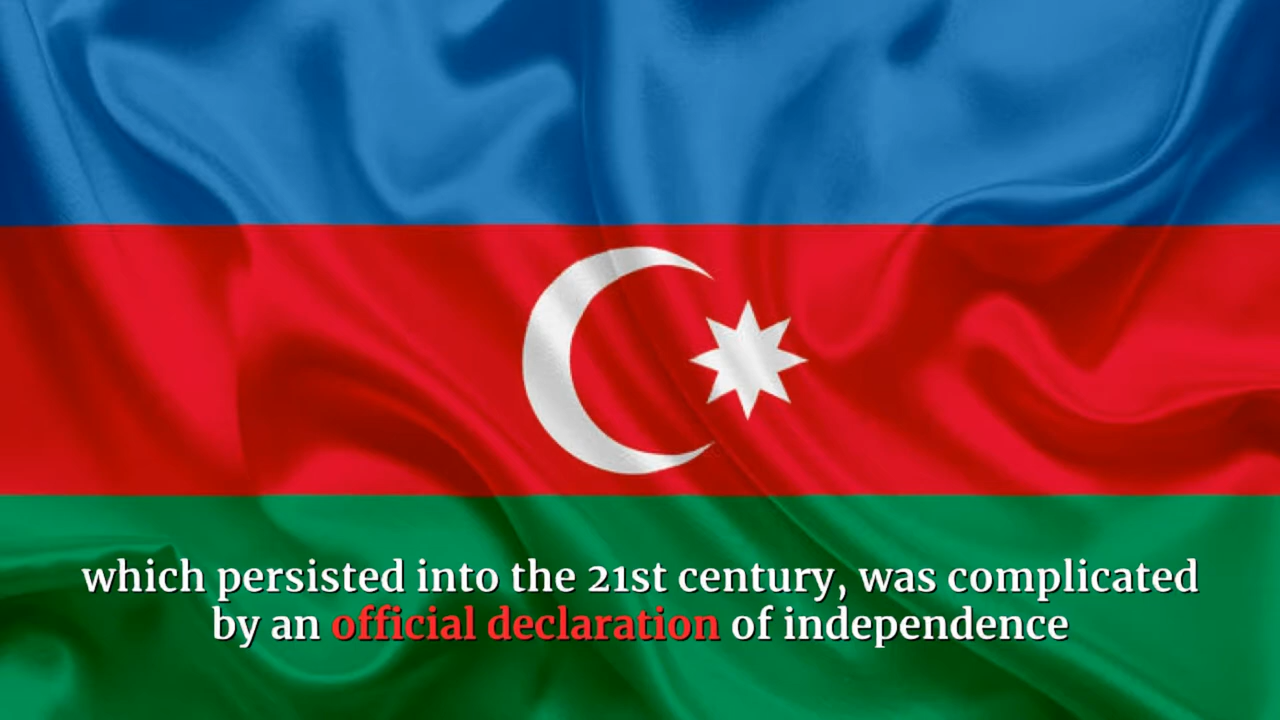 which persisted into the 21st century, was complicated
by an official declaration of independence